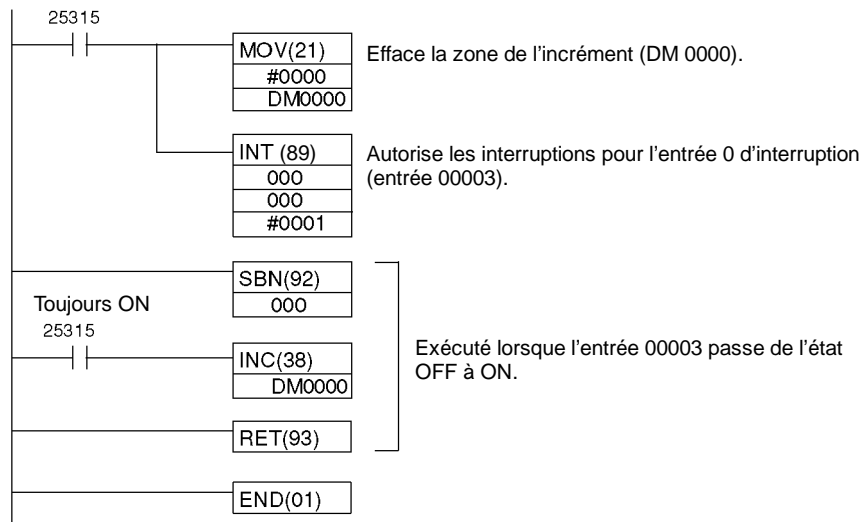 25315
MOV(21)
#0000
DM0000
Efface la zone de l’incrément (DM 0000).
INT (89)
000
000
#0001
Autorise les interruptions pour l’entrée 0 d’interruption
(entrée 00003).
SBN(92)
000
Toujours ON
25315
INC(38)
DM0000
Exécuté lorsque l’entrée 00003 passe de l’état
OFF à ON.
RET(93)
END(01)